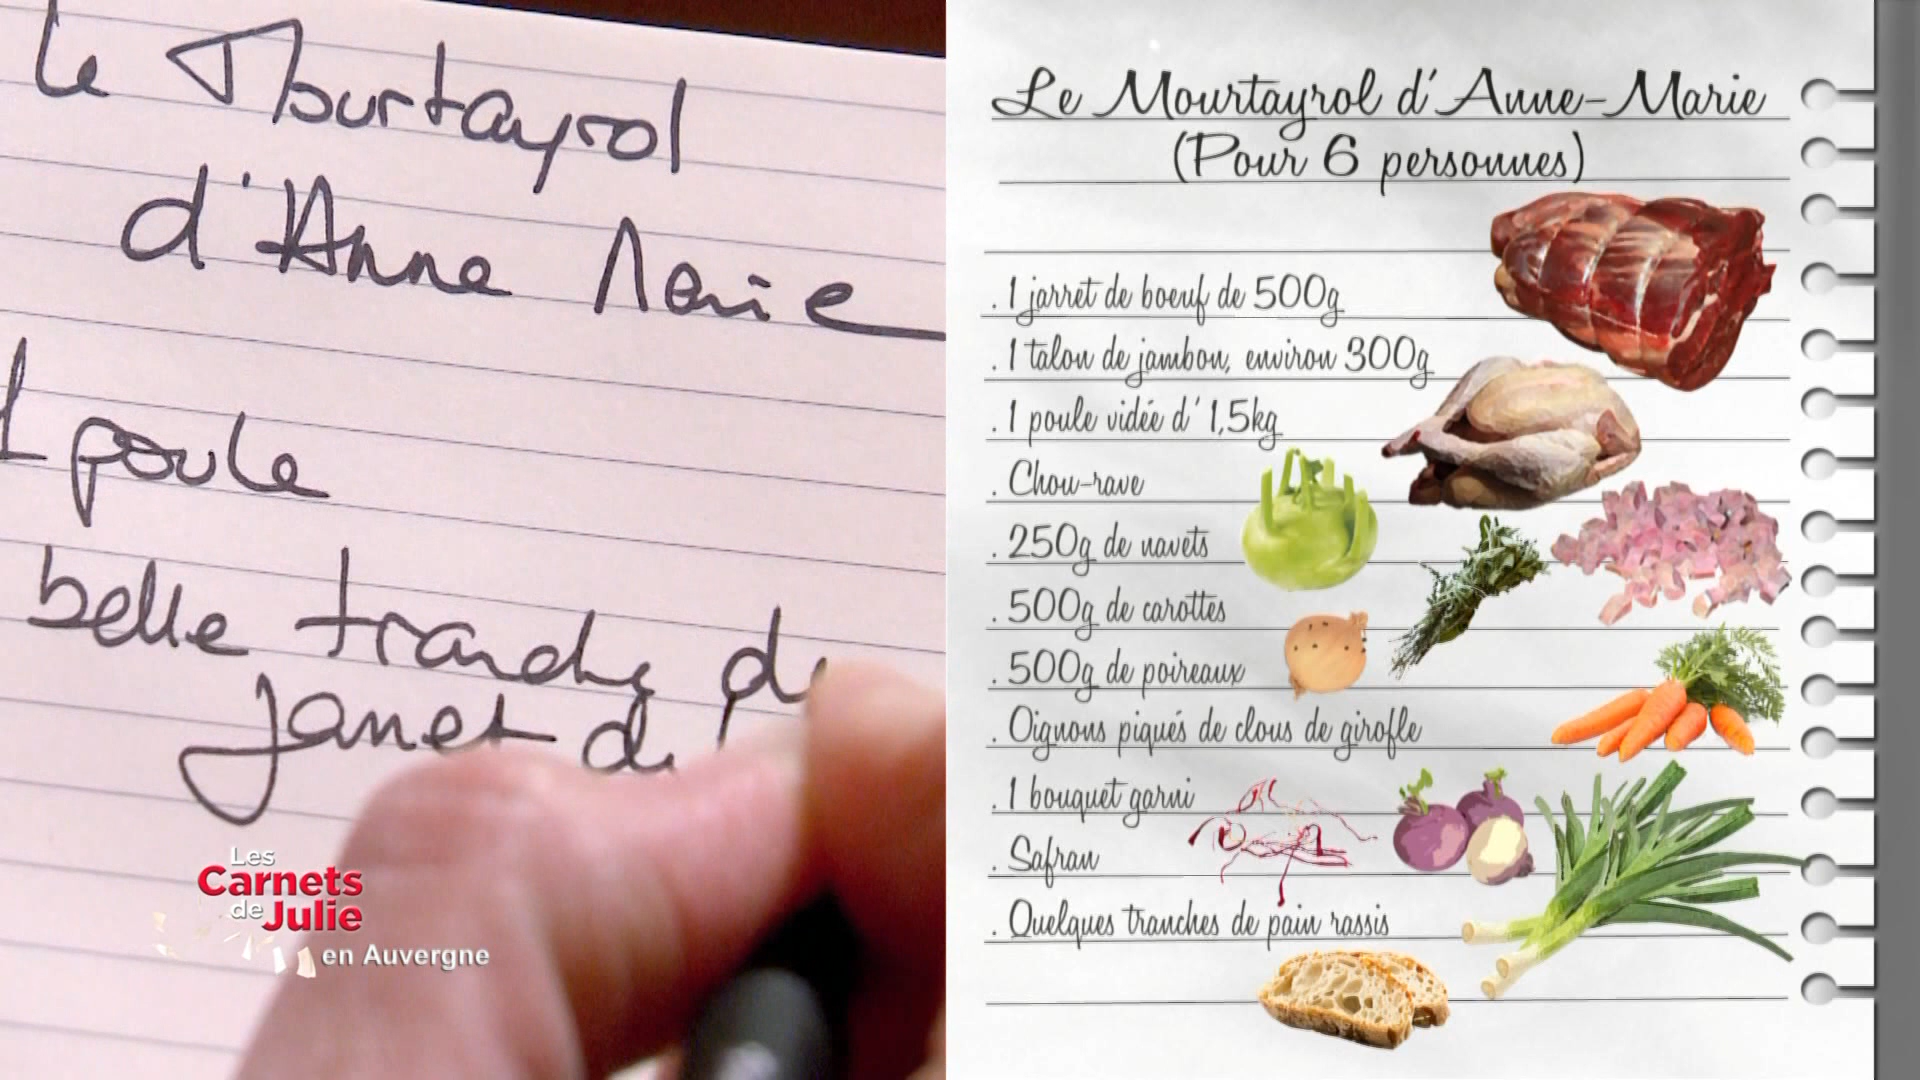 Le Mourtayrol
d'Anne Marie
1 poule
belle tranche de
jarret de
Les
Carnets
de Julie
en Auvergne
Le Mourtayrol d'Anne-Marie
(Pour 6 personnes)
. 1 jarret de boeuf de 500g
. 1 talon de jambon, environ 300g
. 1 poule vidée d' 1,5kg
. Chou-rave
. 250g de navets
. 500g de carottes
. 500g de poireaux
. Oignons piqués de clous de girofle
. 1 bouquet garni
. Safran
. Quelques tranches de pain rassis